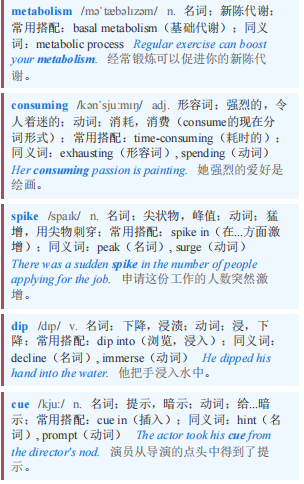 metabolism /məˈtæbəlɪzəm/ n. 名词；新陈代谢；
常用搭配：basal metabolism（基础代谢）；同义
词：metabolic process Regular exercise can boost
your metabolism. 经常锻炼可以促进你的新陈代
谢。
consuming /kənˈsjuːmɪŋ/ adj. 形容词：强烈的，令
人着迷的；动词：消耗，消费（consume的现在分
词形式）；常用搭配：time-consuming（耗时的）；
同义词：exhausting（形容词）, spending（动词）
Her consuming passion is painting. 她强烈的爱好是
绘画。
spike /spaɪk/ n. 名词：尖状物，峰值；动词：猛
增，用尖物刺穿；常用搭配：spike in（在...方面激
增）；同义词：peak（名词）, surge（动词）
There was a sudden spike in the number of people
applying for the job. 申请这份工作的人数突然激
增。
dip /dɪp/ v. 名词：下降，浸渍；动词：浸，下
降；常用搭配：dip into（浏览，浸入）；同义词：
decline（名词）, immerse（动词） He dipped his
hand into the water. 他把手浸入水中。
cue /kjuː/ n. 名词：提示，暗示；动词：给...暗
示；常用搭配：cue in（插入）；同义词：hint（名
词）, prompt（动词） The actor took his cue from
the director's nod. 演员从导演的点头中得到了提
示。